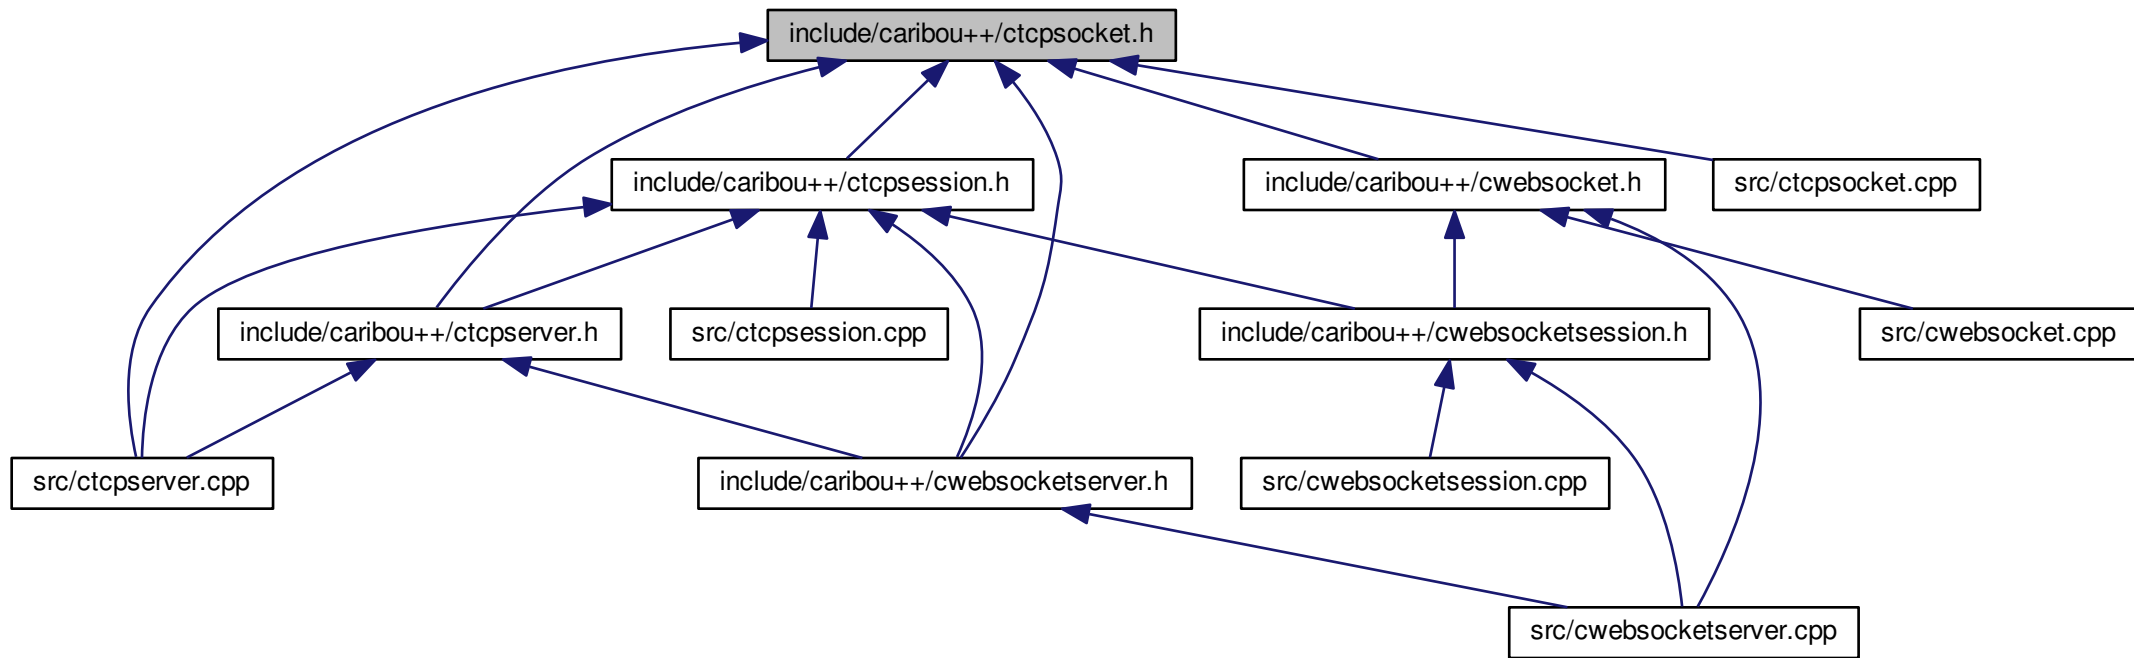 include/caribou++/ctcpsocket.h
include/caribou++/ctcpsession.h
include/caribou++/cwebsocket.h
src/ctcpsocket.cpp
include/caribou++/ctcpserver.h
src/ctcpsession.cpp
include/caribou++/cwebsocketsession.h
src/cwebsocket.cpp
src/ctcpserver.cpp
include/caribou++/cwebsocketserver.h
src/cwebsocketsession.cpp
src/cwebsocketserver.cpp